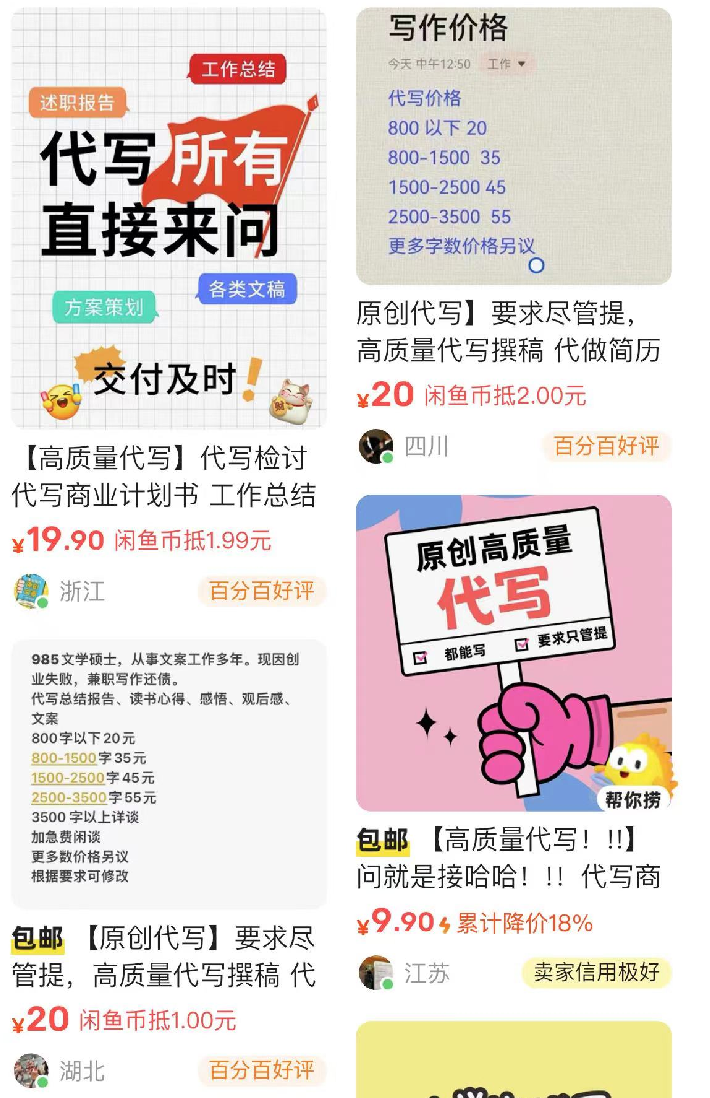 工作总结
述职报告
代写所有
直接来问
各类文稿
方案策划
交付及时!
【高质量代写】代写检讨
代写商业计划书 工作总结
¥19.90 闲鱼币抵1.99元
浙江 百分百好评
985文学硕士，从事文案工作多年。现因创
业失败，兼职写作还债。
代写总结报告、读书心得、感悟、观后感、
文案
800字以下20元
800-1500字35元
1500-2500字45元
2500-3500字55元
3500字以上详谈
加急费闲谈
更多数价格另议
根据要求可修改
包邮 【原创代写】要求尽
管提，高质量代写撰稿 代
¥20 闲鱼币抵1.00元
湖北 百分百好评
写作价格
今天 中午12:50 工作
代写价格
800 以下 20
800-1500 35
1500-2500 45
2500-3500 55
更多字数价格另议
原创代写】要求尽管提，
高质量代写撰稿 代做简历
¥20 闲鱼币抵2.00元
四川 百分百好评
原创高质量
代写
都能写 要求只管提
帮你捞
包邮 【高质量代写！!!】
问就是接哈哈！!！代写商
¥9.90 累计降价18%
江苏 卖家信用极好